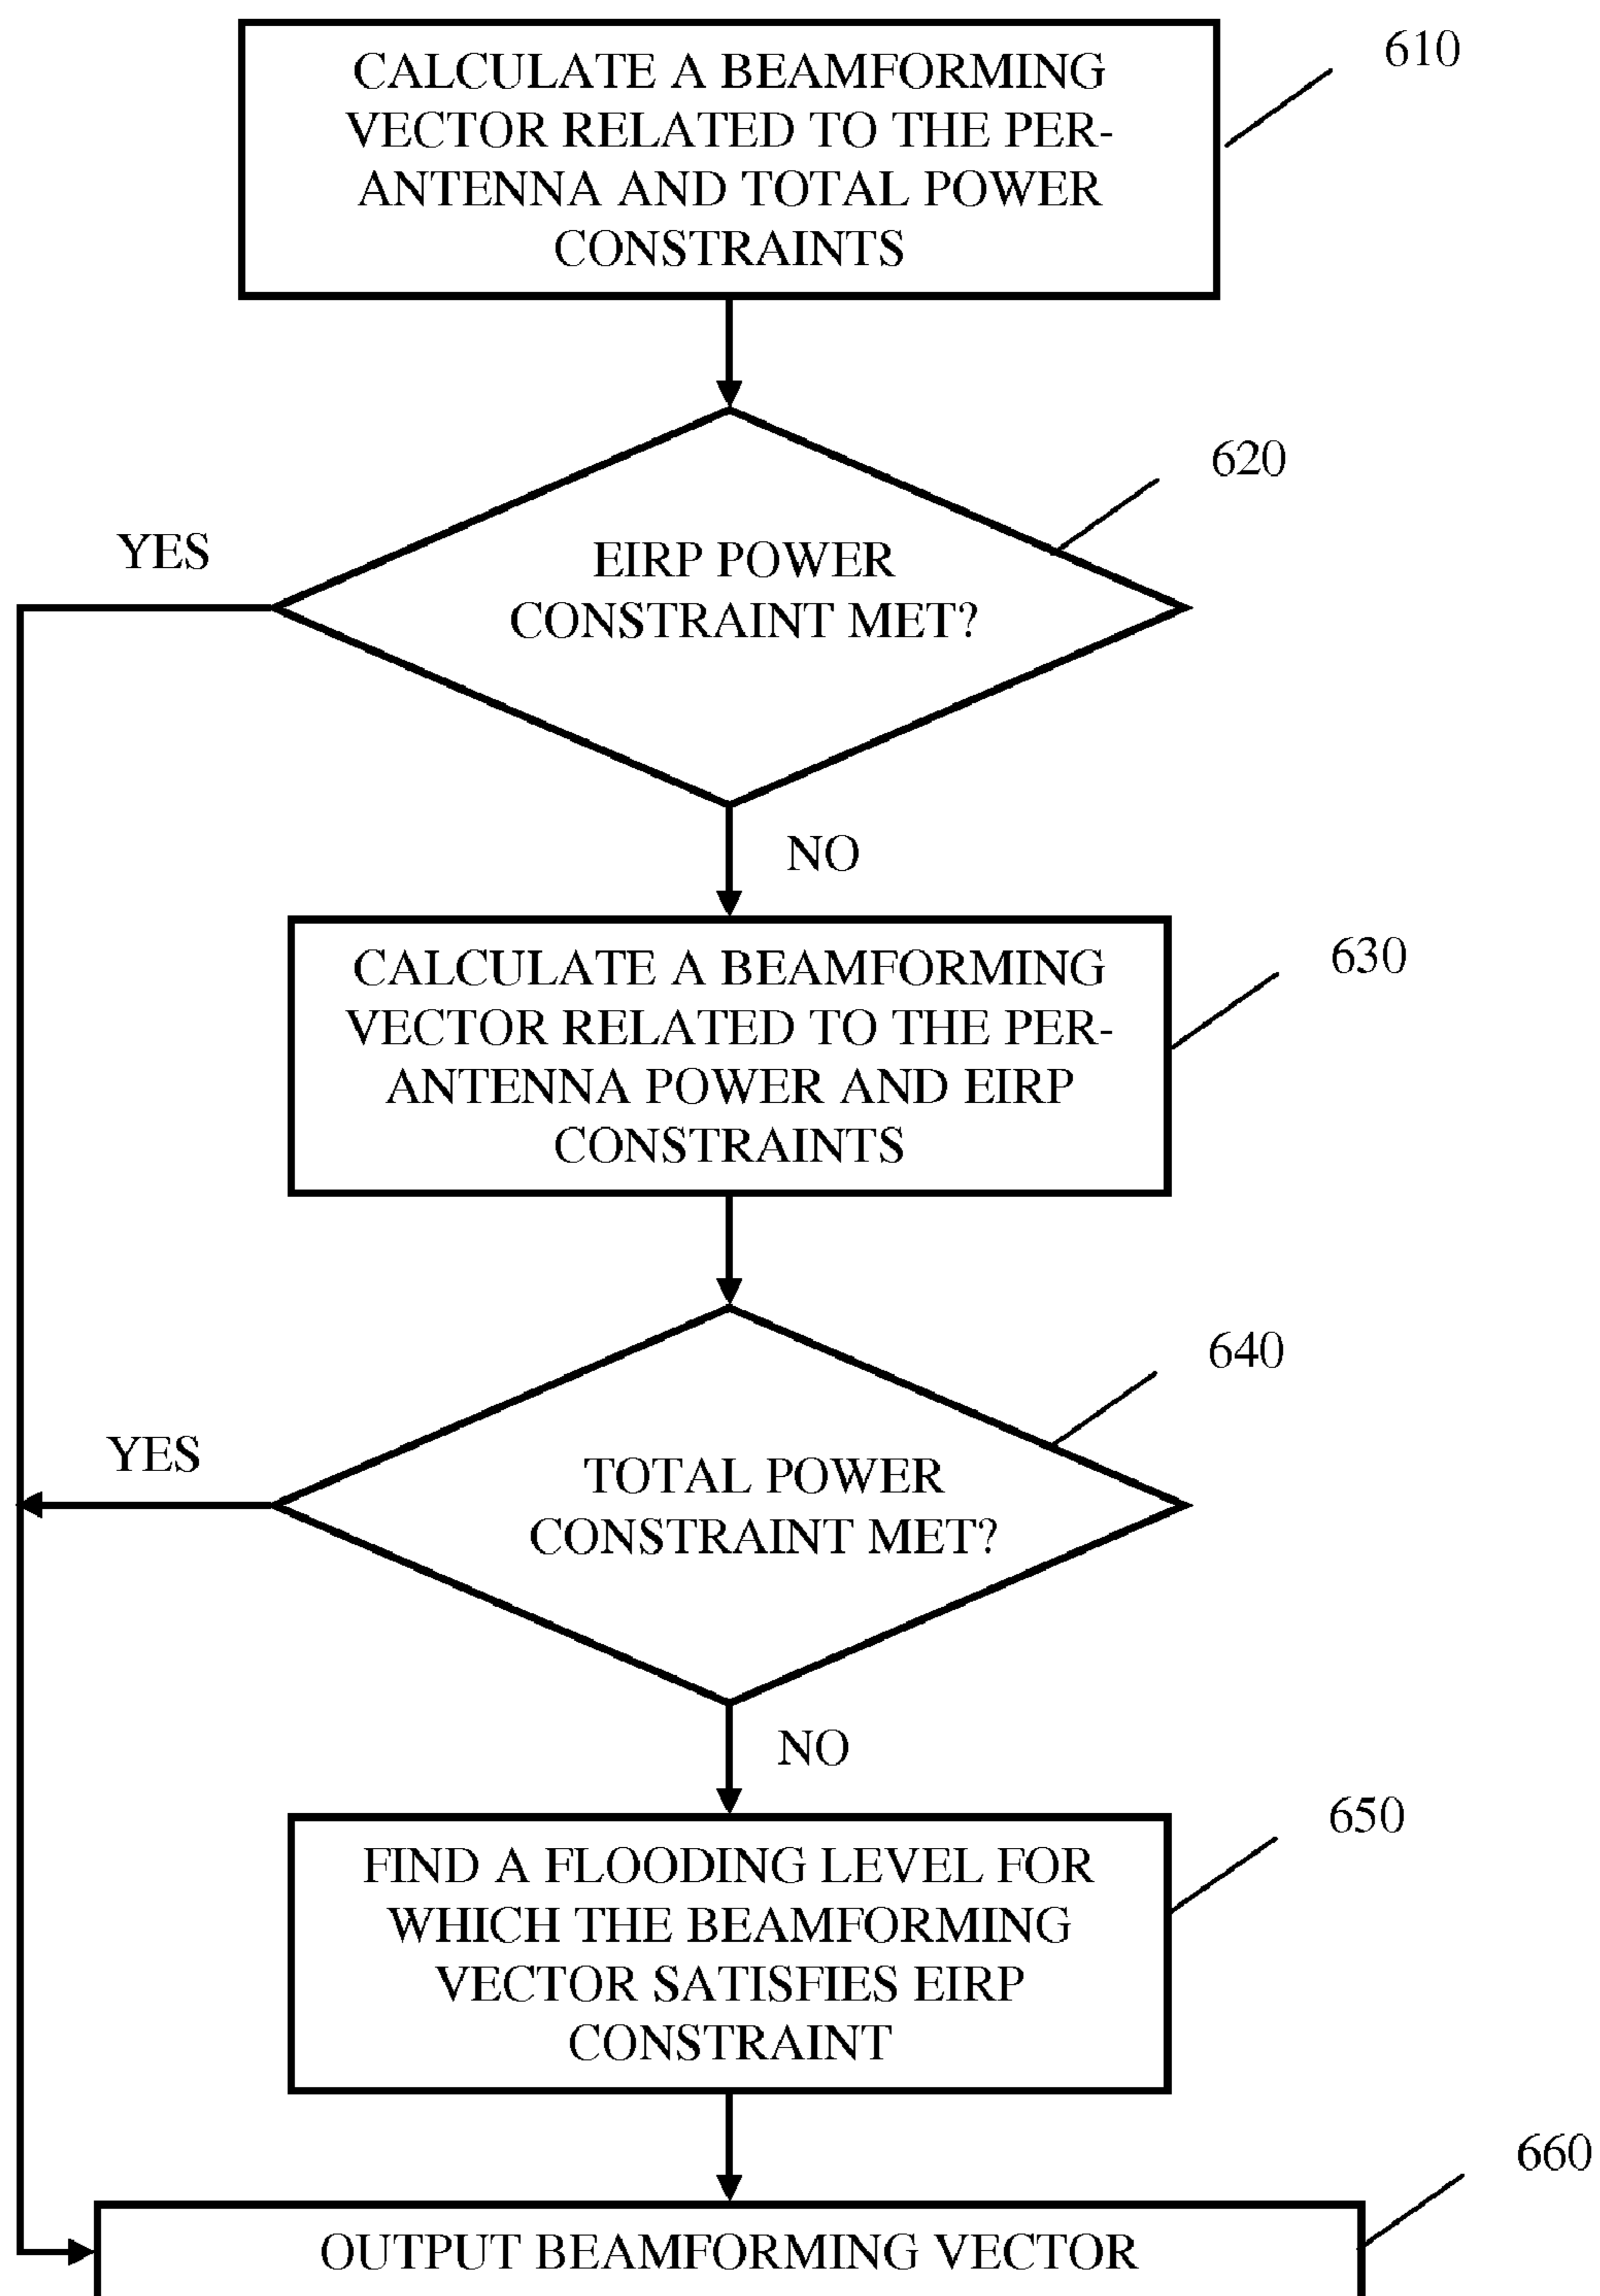 CALCULATE A BEAMFORMING
VECTOR RELATED TO THE PER-
ANTENNA AND TOTAL POWER
CONSTRAINTS
610
EIRP POWER
CONSTRAINT MET?
620
YES
NO
CALCULATE A BEAMFORMING
VECTOR RELATED TO THE PER-
ANTENNA POWER AND EIRP
CONSTRAINTS
630
TOTAL POWER
CONSTRAINT MET?
640
YES
NO
FIND A FLOODING LEVEL FOR
WHICH THE BEAMFORMING
VECTOR SATISFIES EIRP
CONSTRAINT
650
OUTPUT BEAMFORMING VECTOR
660